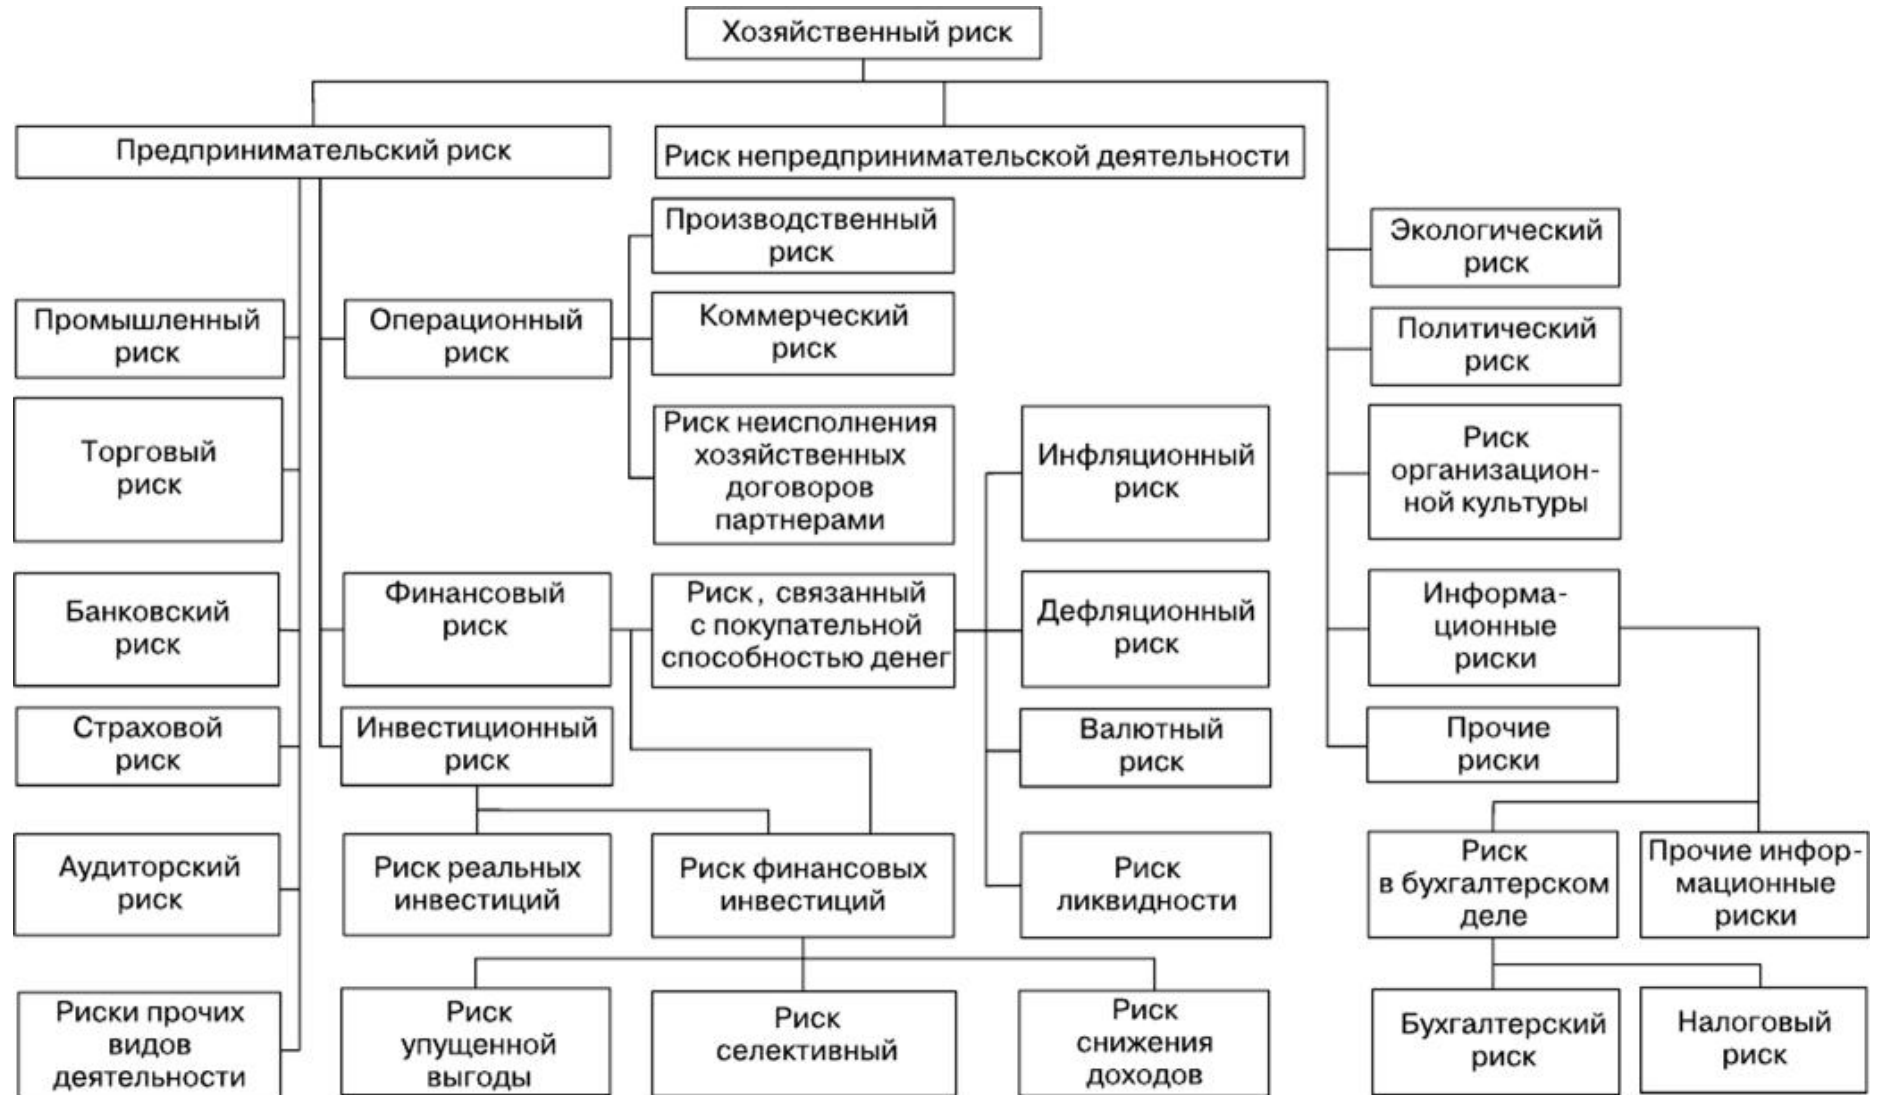 Хозяйственный риск
Предпринимательский риск
Риск непредпринимательской деятельности
Производственный
риск
Экологический
риск
Промышленный
риск
Операционный
риск
Коммерческий
риск
Политический
риск
Торговый
риск
Риск неисполнения
хозяйственных
договоров
партнерами
Инфляционный
риск
Риск
организацион-
ной культуры
Банковский
риск
Финансовый
риск
Риск, связанный
с покупательной
способностью денег
Дефляционный
риск
Информа-
ционные
риски
Страховой
риск
Инвестиционный
риск
Валютный
риск
Прочие
риски
Аудиторский
риск
Риск реальных
инвестиций
Риск финансовых
инвестиций
Риск
ликвидности
Риск
в бухгалтерском
деле
Прочие инфор-
мационные
риски
Риски прочих
видов
деятельности
Риск
упущенной
выгоды
Риск
селективный
Риск
снижения
доходов
Бухгалтерский
риск
Налоговый
риск